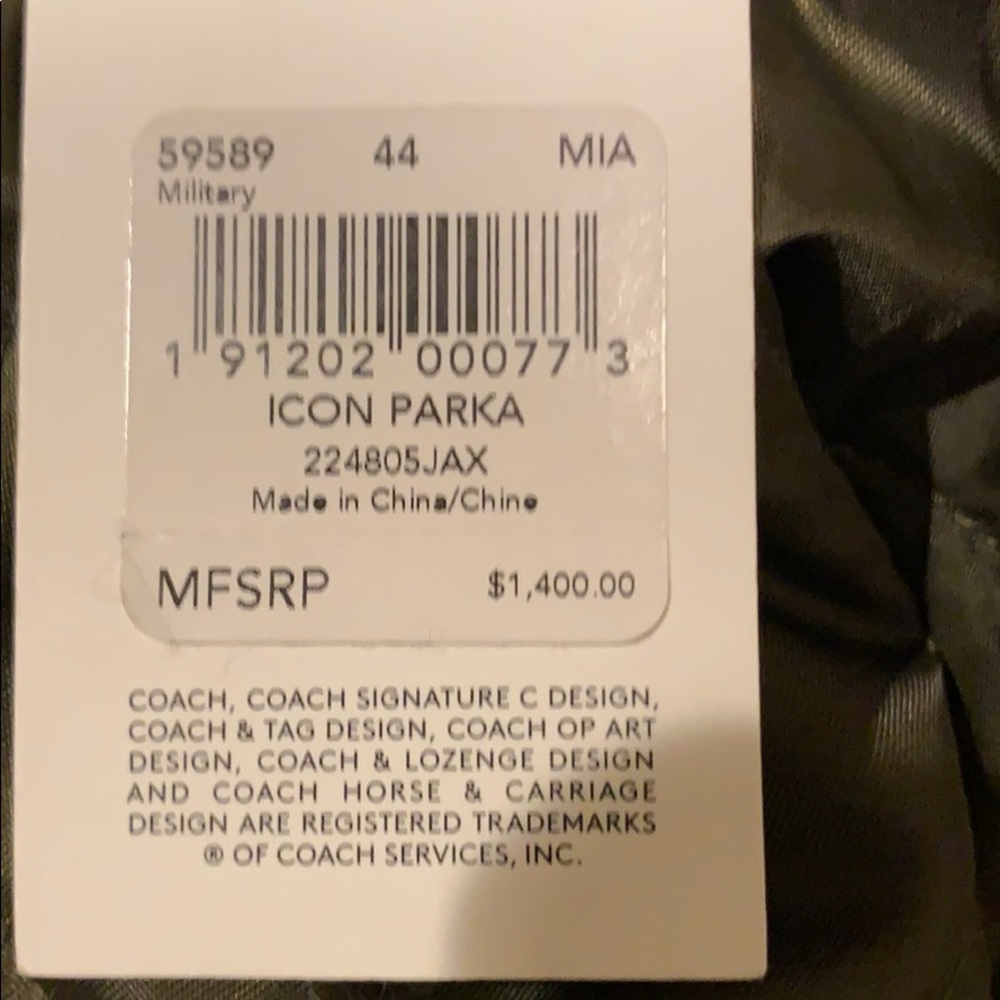 59589 44 MIA
Military
1 91202 00077 3
ICON PARKA
224805JAX
Made in China/Chine
MFSRP $1,400.00
COACH, COACH SIGNATURE C DESIGN,
COACH & TAG DESIGN, COACH OP ART
DESIGN, COACH & LOZENGE DESIGN
AND COACH HORSE & CARRIAGE
DESIGN ARE REGISTERED TRADEMARKS
® OF COACH SERVICES, INC.